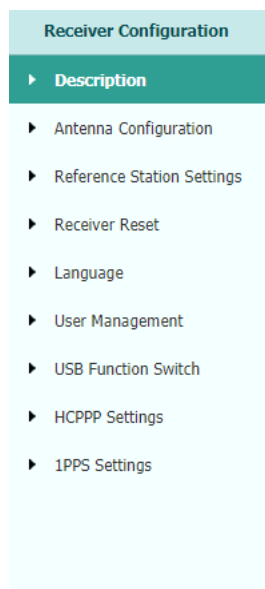 Receiver Configuration
Description
Antenna Configuration
Reference Station Settings
Receiver Reset
Language
User Management
USB Function Switch
HCPPP Settings
1PPS Settings